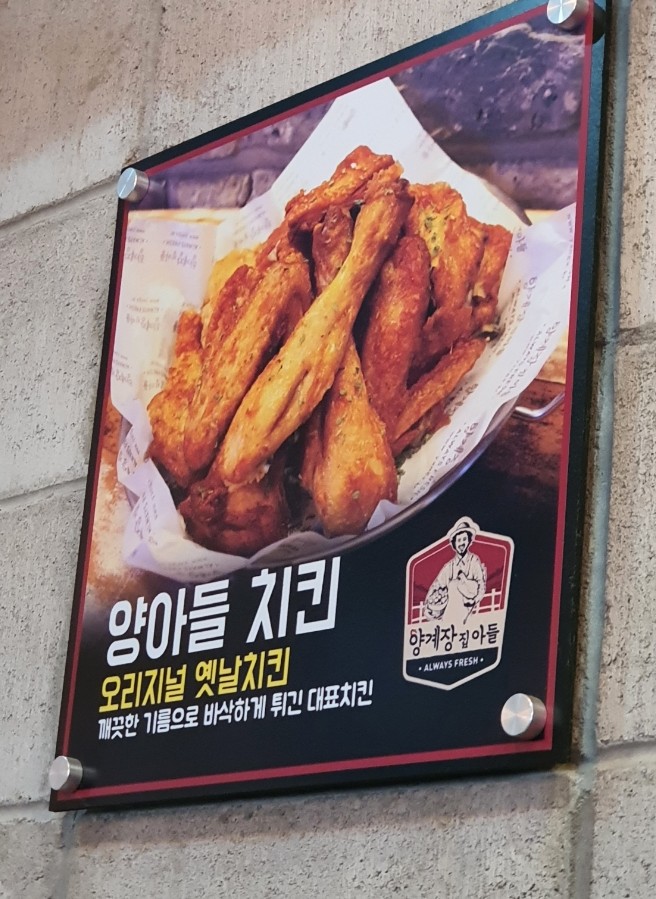 양아들 치킨
오리지널 옛날치킨
깨끗한 기름으로 바삭하게 튀긴 대표치킨
양계장집아들
• ALWAYS FRESH •